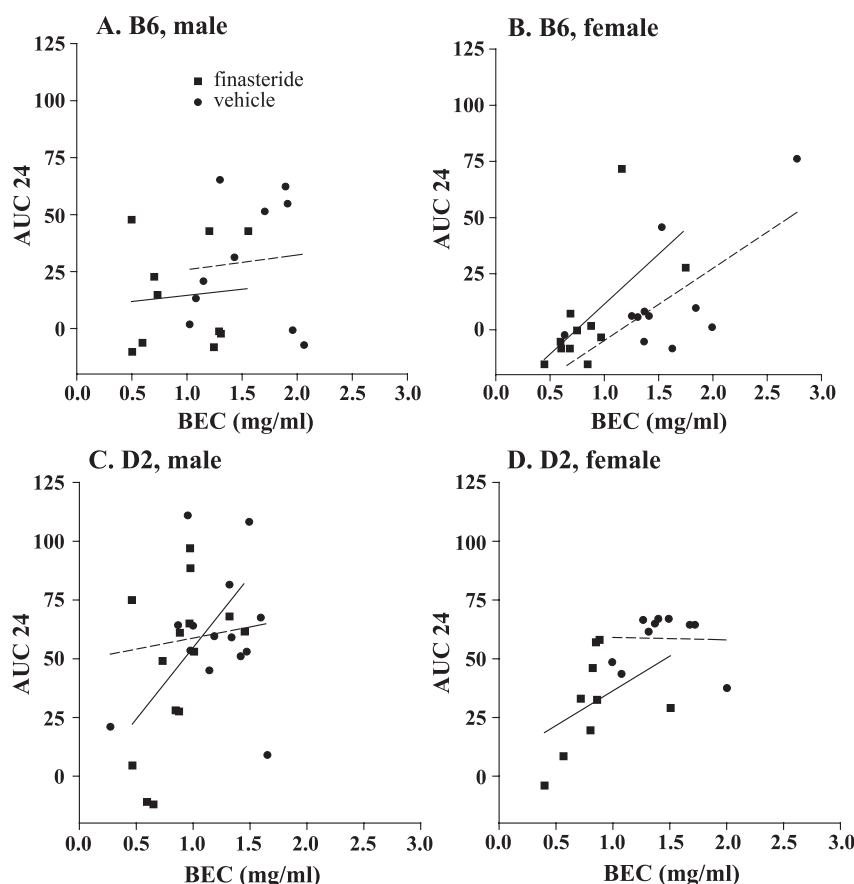 A. B6, male
125
100
75
50
25
0
AUC 24
finasteride
vehicle
0.0 0.5 1.0 1.5 2.0 2.5 3.0
BEC (mg/ml)
B. B6, female
125
100
75
50
25
0
AUC 24
0.0 0.5 1.0 1.5 2.0 2.5 3.0
BEC (mg/ml)
C. D2, male
125
100
75
50
25
0
AUC 24
0.0 0.5 1.0 1.5 2.0 2.5 3.0
BEC (mg/ml)
D. D2, female
125
100
75
50
25
0
AUC 24
0.0 0.5 1.0 1.5 2.0 2.5 3.0
BEC (mg/ml)